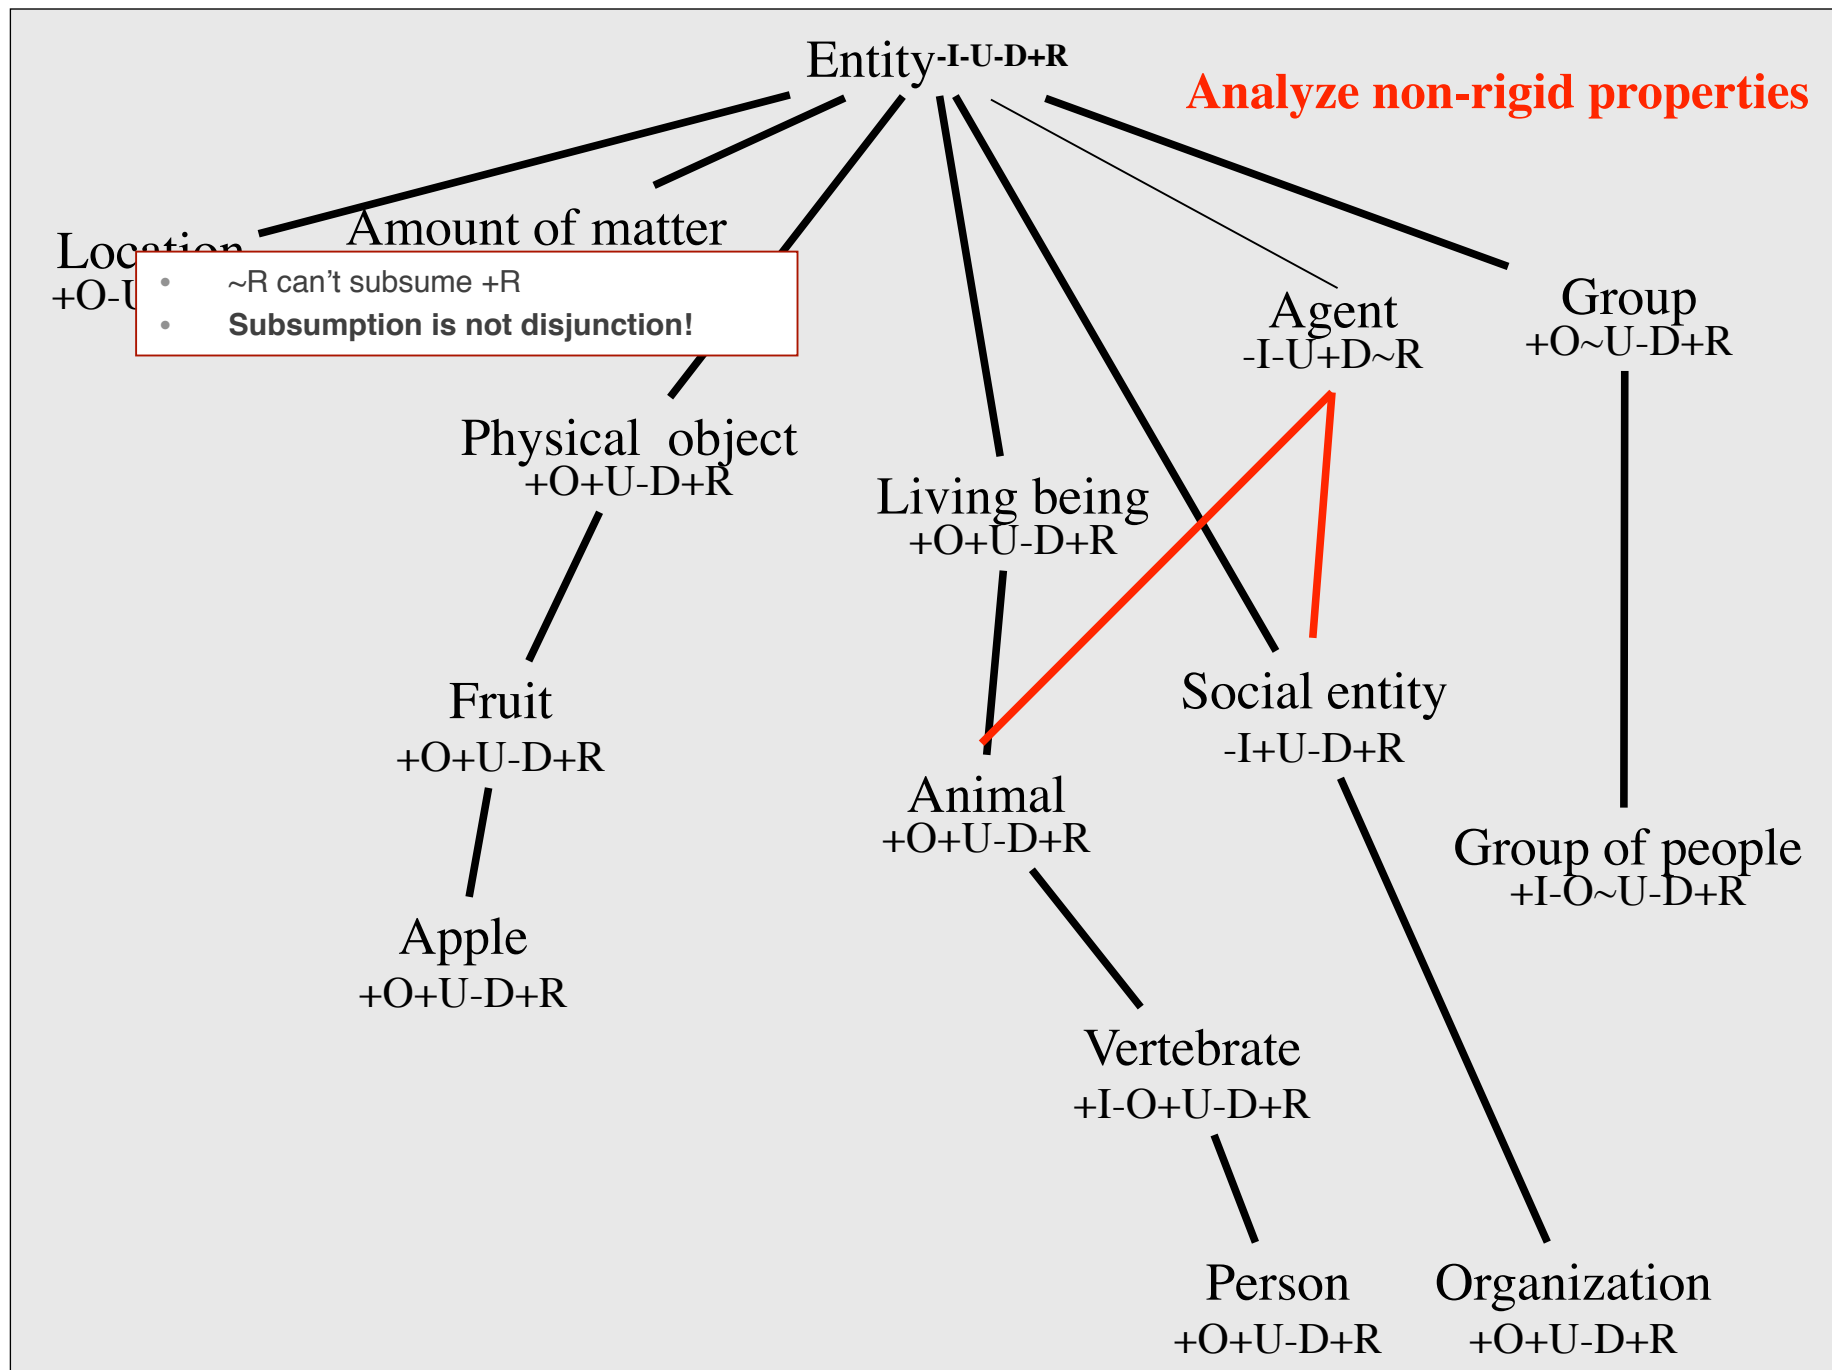 Entity-I-U-D+R
Analyze non-rigid properties
Amount of matter
Location
+O-U
• ~R can't subsume +R
• Subsumption is not disjunction!
Agent
-I-U+D~R
Group
+O~U-D+R
Physical object
+O+U-D+R
Living being
+O+U-D+R
Fruit
+O+U-D+R
Social entity
-I+U-D+R
Animal
+O+U-D+R
Group of people
+I-O~U-D+R
Apple
+O+U-D+R
Vertebrate
+I-O+U-D+R
Person
+O+U-D+R
Organization
+O+U-D+R